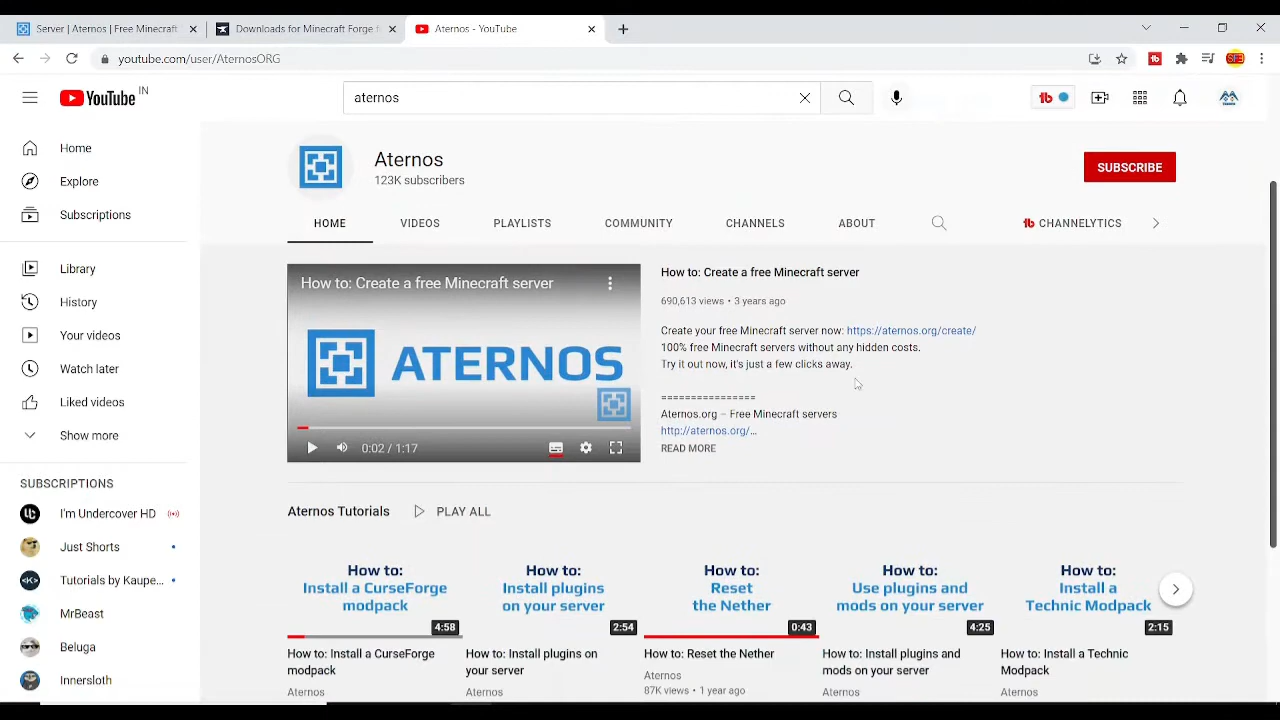 Server | Aternos | Free Minecraft
Downloads for Minecraft Forge f
Aternos - YouTube
youtube.com/user/AternosORG
YouTube IN
aternos
Home
Explore
Subscriptions
Library
History
Your videos
Watch later
Liked videos
Show more
SUBSCRIPTIONS
I'm Undercover HD
Just Shorts
Tutorials by Kaupe...
MrBeast
Beluga
Innersloth
Aternos
123K subscribers
SUBSCRIBE
HOME
VIDEOS
PLAYLISTS
COMMUNITY
CHANNELS
ABOUT
CHANNELYTICS
How to: Create a free Minecraft server
ATERNOS
0:02 / 1:17
How to: Create a free Minecraft server
690,613 views • 3 years ago
Create your free Minecraft server now: https://aternos.org/create/
100% free Minecraft servers without any hidden costs.
Try it out now, it's just a few clicks away.
================
Aternos.org – Free Minecraft servers
http://aternos.org/...
READ MORE
Aternos Tutorials
PLAY ALL
How to:
Install a CurseForge
modpack
4:58
How to: Install a CurseForge
modpack
Aternos
How to:
Install plugins
on your server
2:54
How to: Install plugins on
your server
Aternos
How to:
Reset
the Nether
0:43
How to: Reset the Nether
Aternos
87K views • 1 year ago
How to:
Use plugins and
mods on your server
4:25
How to: Install plugins and
mods on your server
Aternos
How to:
Install a
Technic Modpack
2:15
How to: Install a Technic
Modpack
Aternos